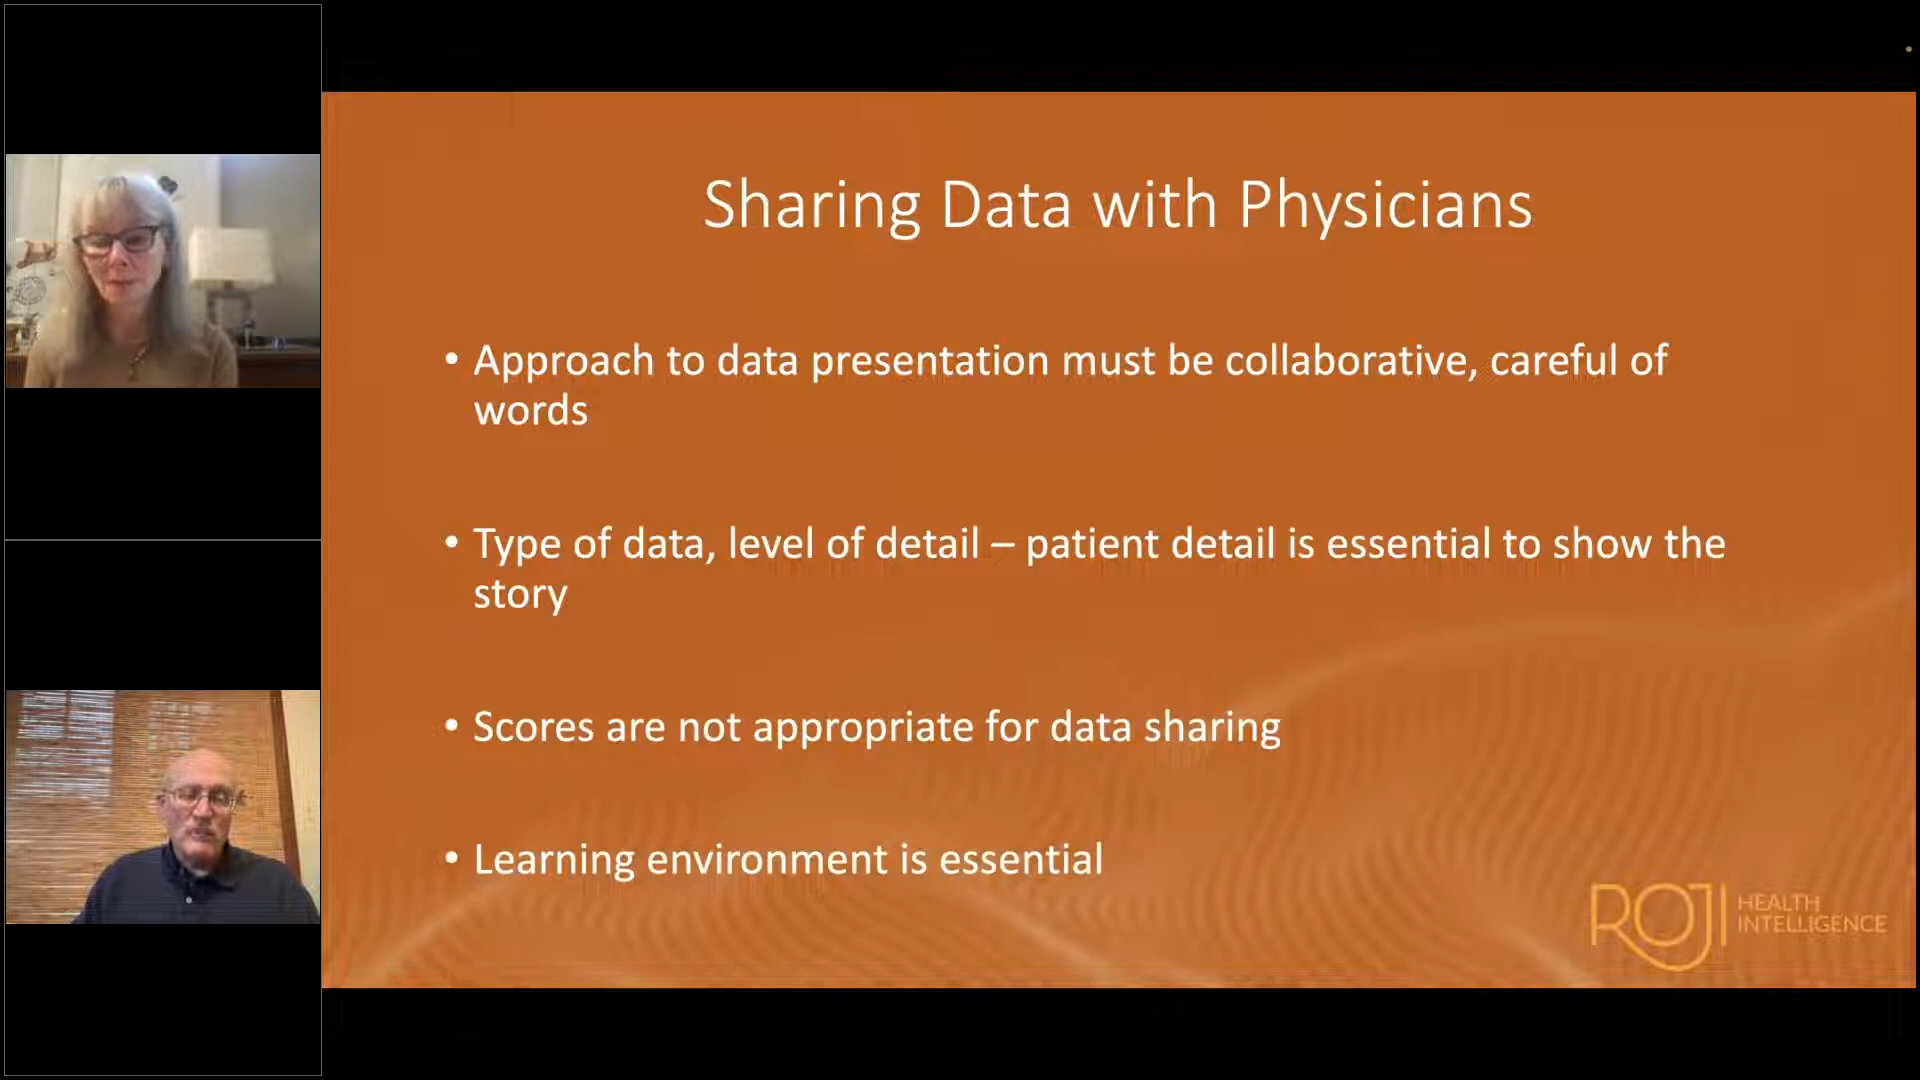 Sharing Data with Physicians
• Approach to data presentation must be collaborative, careful of
words
• Type of data, level of detail – patient detail is essential to show the
story
• Scores are not appropriate for data sharing
• Learning environment is essential
ROJI HEALTH
INTELLIGENCE